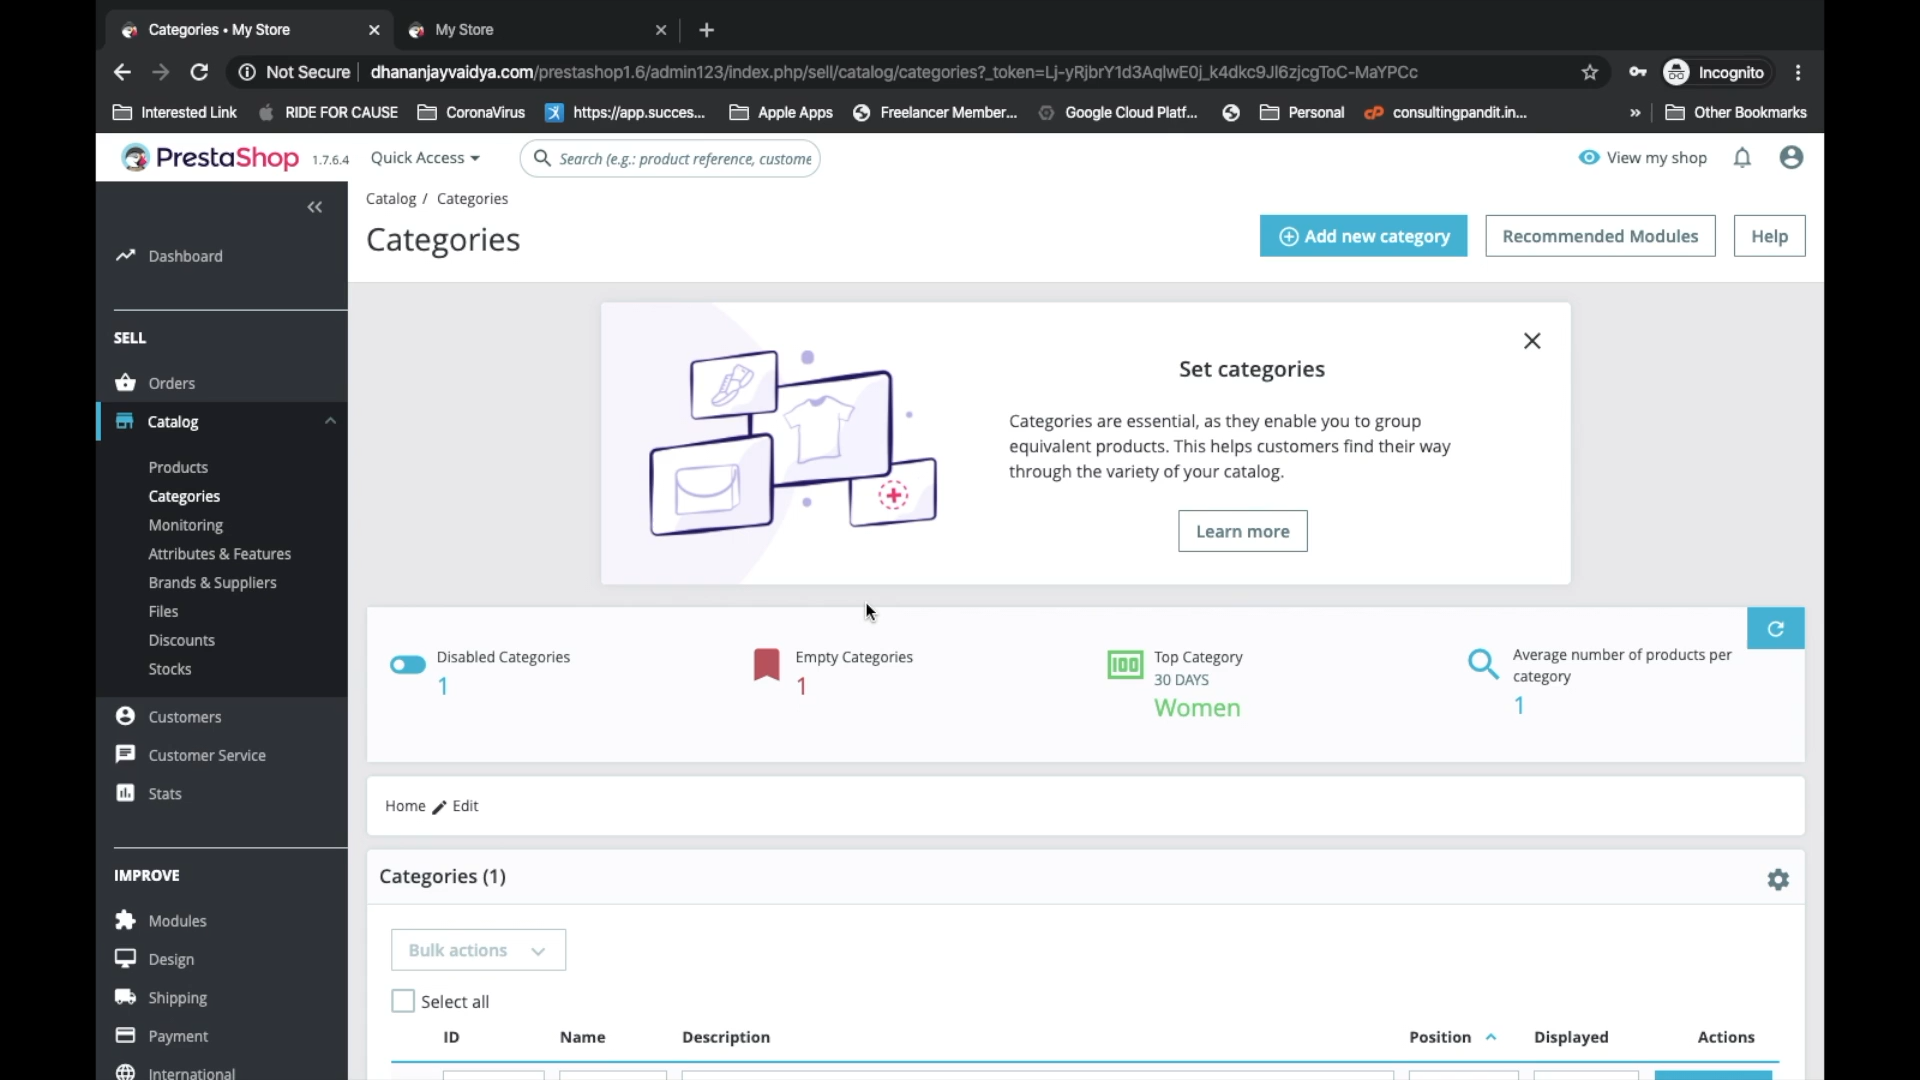 Categories • My Store
My Store
Not Secure
dhananjayvaidya.com/prestashop1.6/admin123/index.php/sell/catalog/categories?_token=Lj-yRjbrY1d3AqlwE0j_k4dkc9Jl6zjcgToC-MaYPCc
Incognito
Interested Link
RIDE FOR CAUSE
CoronaVirus
https://app.succes...
Apple Apps
Freelancer Member...
Google Cloud Platf...
Personal
consultingpandit.in...
»
Other Bookmarks
PrestaShop
1.7.6.4
Quick Access
Search (e.g.: product reference, custome
View my shop
Catalog / Categories
Categories
Add new category
Recommended Modules
Help
Dashboard
SELL
Orders
Catalog
Products
Categories
Monitoring
Attributes & Features
Brands & Suppliers
Files
Discounts
Stocks
Customers
Customer Service
Stats
IMPROVE
Modules
Design
Shipping
Payment
International
Set categories
Categories are essential, as they enable you to group
equivalent products. This helps customers find their way
through the variety of your catalog.
Learn more
Disabled Categories
1
Empty Categories
1
100
Top Category
30 DAYS
Women
Average number of products per
category
1
Home Edit
Categories (1)
Bulk actions
Select all
ID Name Description Position Displayed Actions